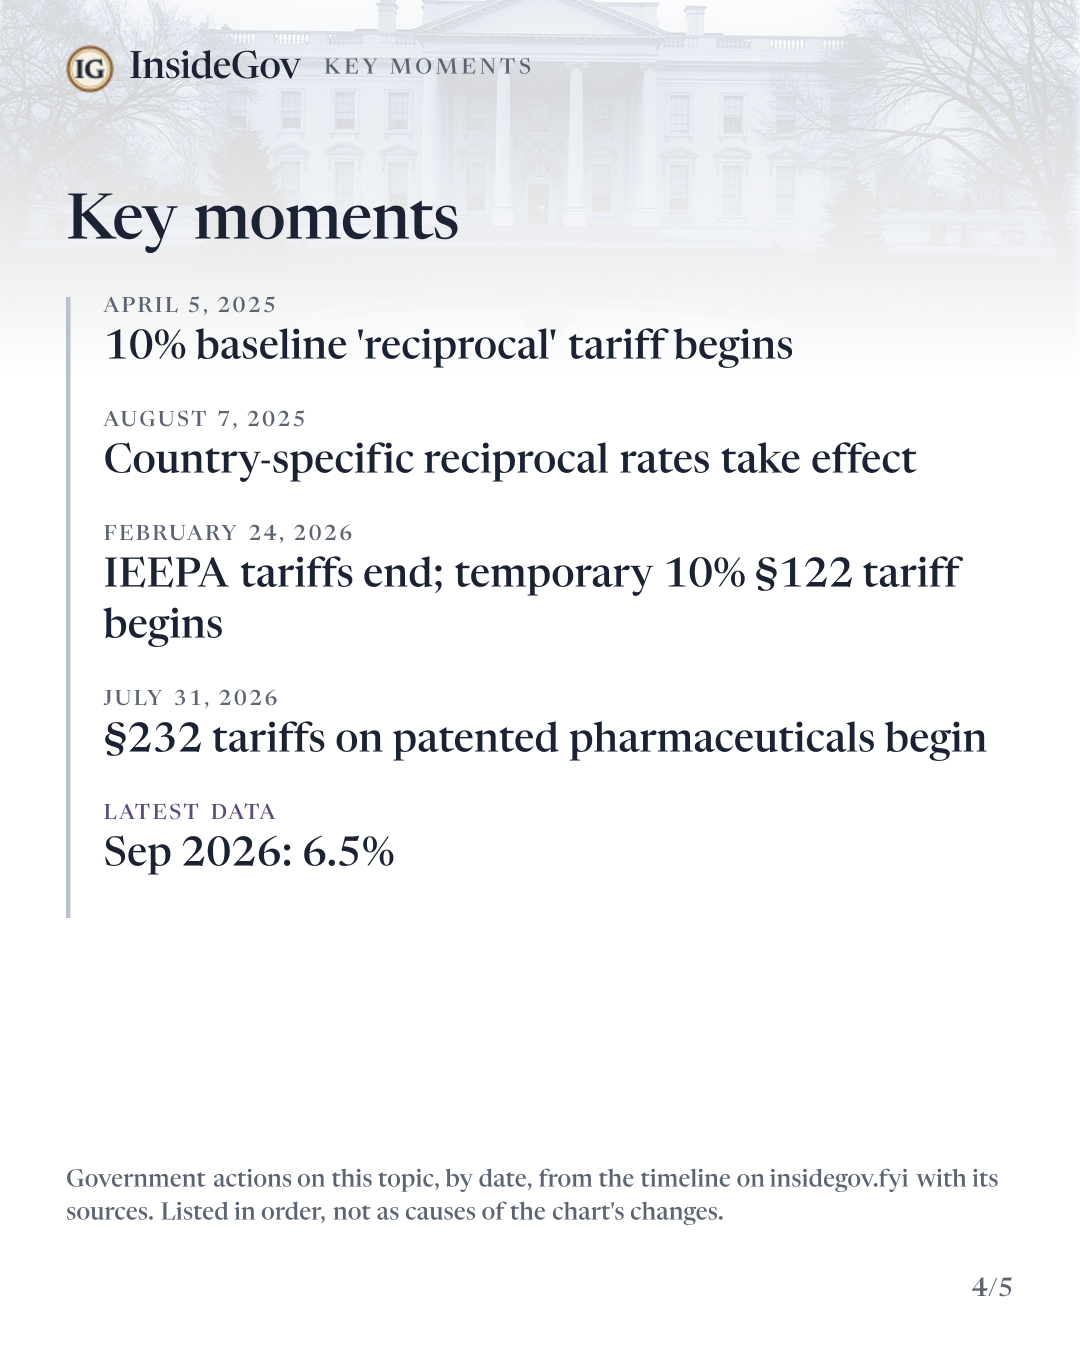 IG InsideGov KEY MOMENTS
Key moments
APRIL 5, 2025
10% baseline 'reciprocal' tariff begins
AUGUST 7, 2025
Country-specific reciprocal rates take effect
FEBRUARY 24, 2026
IEEPA tariffs end; temporary 10% §122 tariff
begins
JULY 31, 2026
§232 tariffs on patented pharmaceuticals begin
LATEST DATA
Sep 2026: 6.5%
Government actions on this topic, by date, from the timeline on insidegov.fyi with its
sources. Listed in order, not as causes of the chart's changes.
4/5